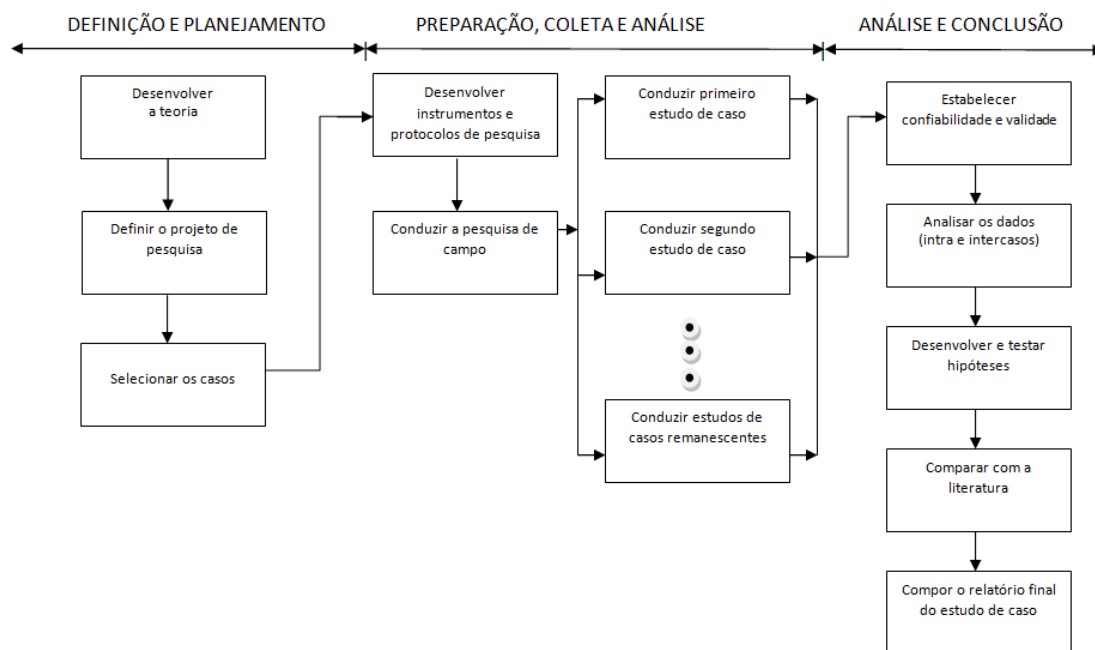 DEFINIÇÃO E PLANEJAMENTO
PREPARAÇÃO, COLETA E ANÁLISE
ANÁLISE E CONCLUSÃO
Desenvolver
a teoria
Definir o projeto de
pesquisa
Selecionar os casos
Desenvolver
instrumentos e
protocolos de pesquisa
Conduzir a pesquisa de
campo
Conduzir primeiro
estudo de caso
Conduzir segundo
estudo de caso
Conduzir estudos de
casos remanescentes
Estabelecer
confiabilidade e validade
Analisar os dados
(intra e intercasos)
Desenvolver e testar
hipóteses
Comparar com a
literatura
Compor o relatório final
do estudo de caso